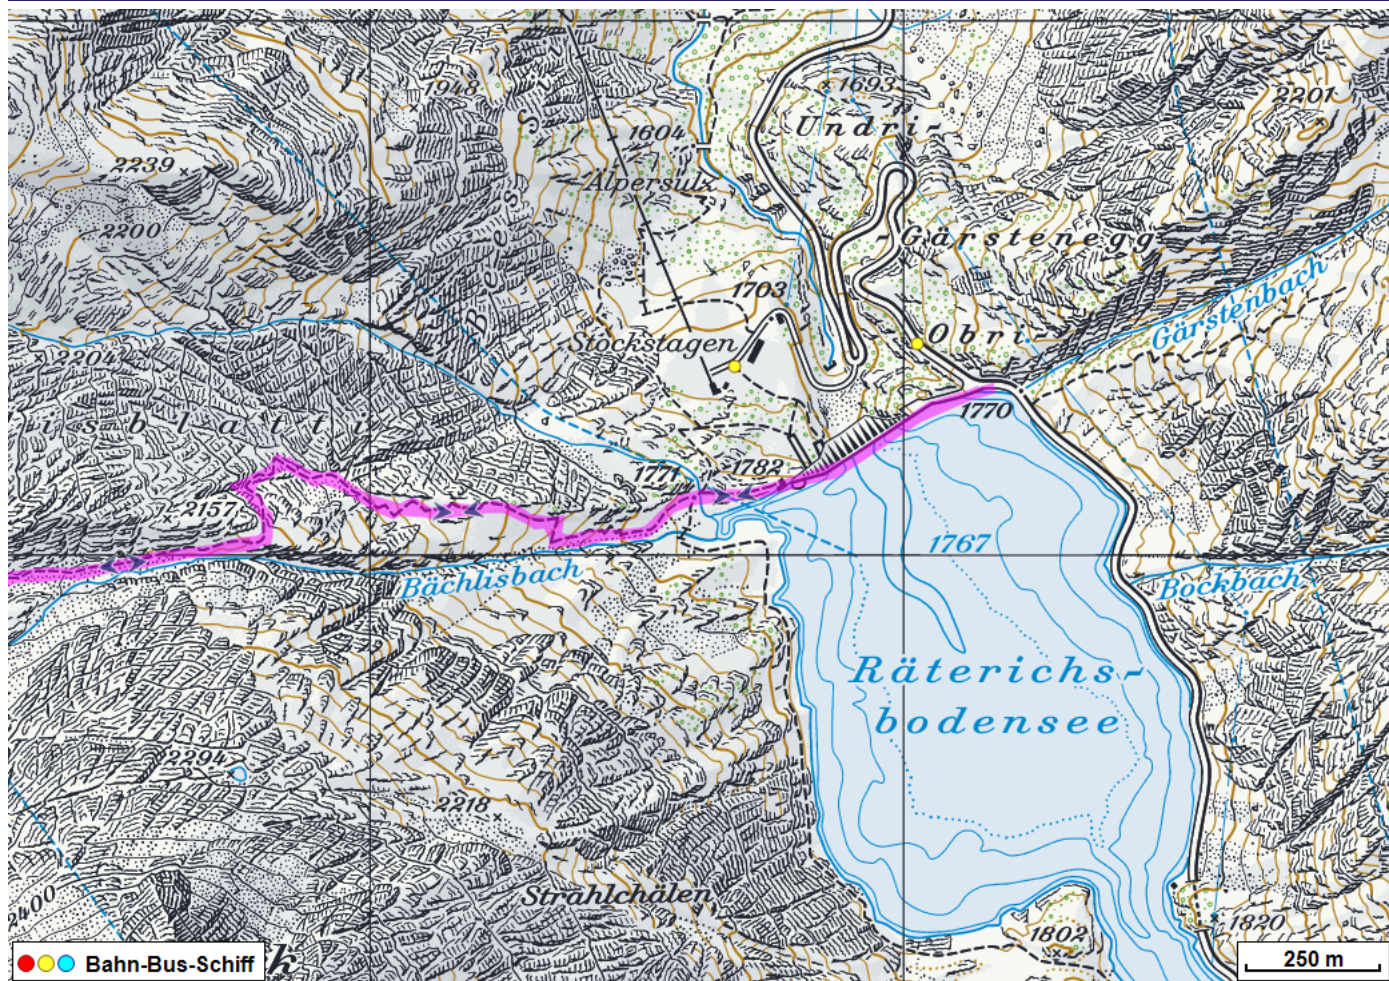 1948
1693
2201
Undri-
1604
2239
Alpersulz
2200
Gärstenegg
1703
Gärstenbach
Obri
Stockstagen
2204
1770
isblatti
1782
2157
1767
Bächlisbach
Bockbach
Räterichs-
bodensee
2294
2218
Strahlchälen
2400
1820
1802
Bahn-Bus-Schiff
250 m